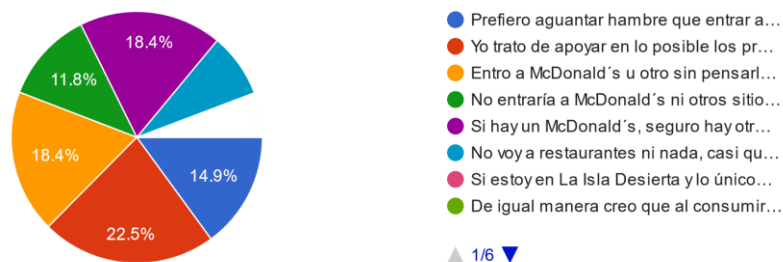 18.4%
11.8%
18.4%
14.9%
22.5%
Prefiero aguantar hambre que entrar a...
Yo trato de apoyar en lo posible los pr...
Entro a McDonald´s u otro sin pensarl...
No entraría a McDonald´s ni otros sitio...
Si hay un McDonald´s, seguro hay otr...
No voy a restaurantes ni nada, casi qu...
Si estoy en La Isla Desierta y lo único...
De igual manera creo que al consumir...
1/6